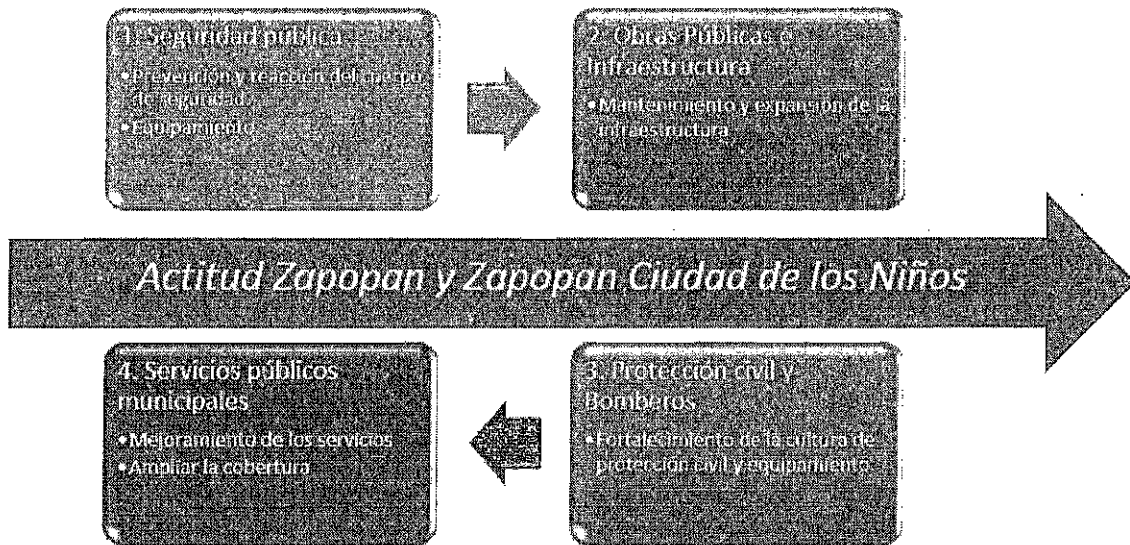 1. Seguridad pública
•Prevención y reacción del cuerpo
de seguridad
•Equipamiento
2. Obras Públicas e
Infraestructura
•Mantenimiento y expansión de la
infraestructura
Actitud Zapopan y Zapopan Ciudad de los Niños
4. Servicios públicos
municipales
•Mejoramiento de los servicios
•Ampliar la cobertura
3. Protección civil y
Bomberos
•Fortalecimiento de la cultura de
protección civil y equipamiento